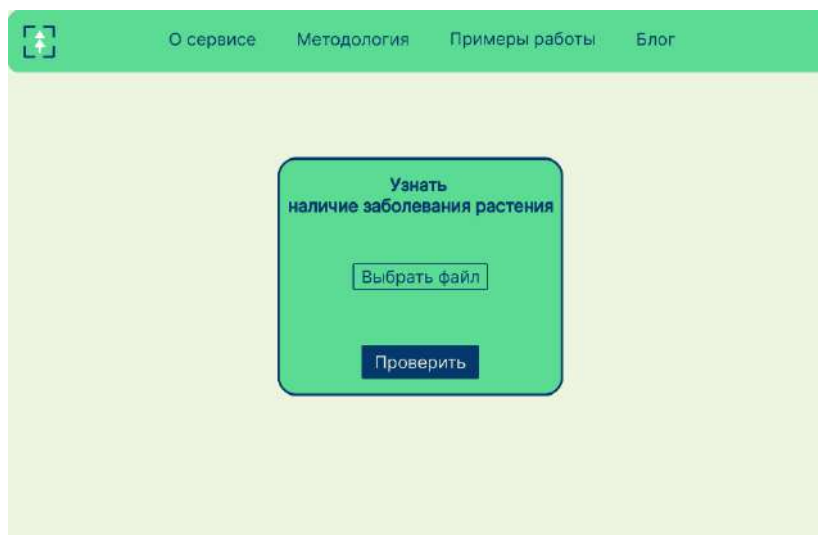 О сервисе Методология Примеры работы Блог
Узнать
наличие заболевания растения
Выбрать файл
Проверить